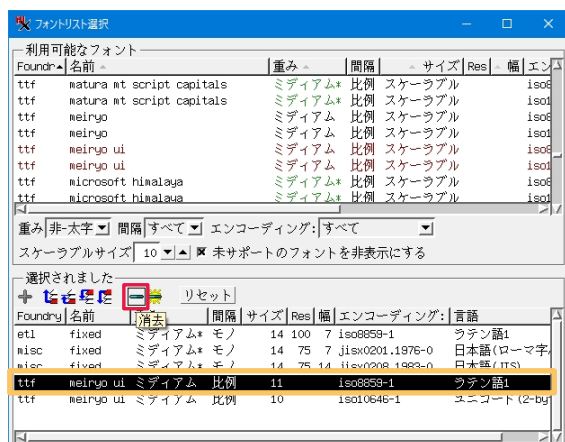 フォントリスト選択
利用可能なフォント
Foundr 名前 重み 間隔 サイズ Res 幅 エン
ttf matura mt script capitals ミディアム* 比例 スケーラブル iso8
ttf matura mt script capitals ミディアム* 比例 スケーラブル iso1
ttf meiryo ミディアム 比例 スケーラブル iso8
ttf meiryo ミディアム 比例 スケーラブル iso1
ttf meiryo ui ミディアム 比例 スケーラブル iso8
ttf meiryo ui ミディアム 比例 スケーラブル iso1
ttf microsoft himalaya ミディアム* 比例 スケーラブル iso8
ttf microsoft himalaya ミディアム* 比例 スケーラブル iso1
重み 非-太字 間隔 すべて エンコーディング: すべて
スケーラブルサイズ 10 未サポートのフォントを非表示にする
選択されました
リセット
消去
Foundry 名前 間隔 サイズ Res 幅 エンコーディング: 言語
etl fixed ミディアム* モノ 14 100 7 iso8859-1 ラテン語1
misc fixed ミディアム* モノ 14 75 7 jisx0201.1976-0 日本語(ローマ字/
misc fixed ミディアム* モノ 14 75 14 jisx0208.1983-0 日本語(JIS)
ttf meiryo ui ミディアム 比例 11 iso8859-1 ラテン語1
ttf meiryo ui ミディアム 比例 10 iso10646-1 ユニコード (2-by